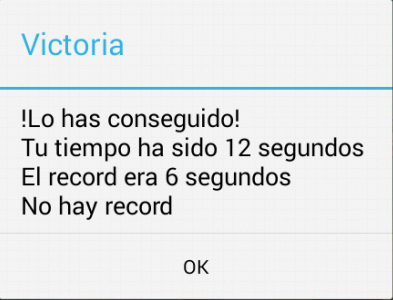 Victoria
!Lo has conseguido!
Tu tiempo ha sido 12 segundos
El record era 6 segundos
No hay record
OK